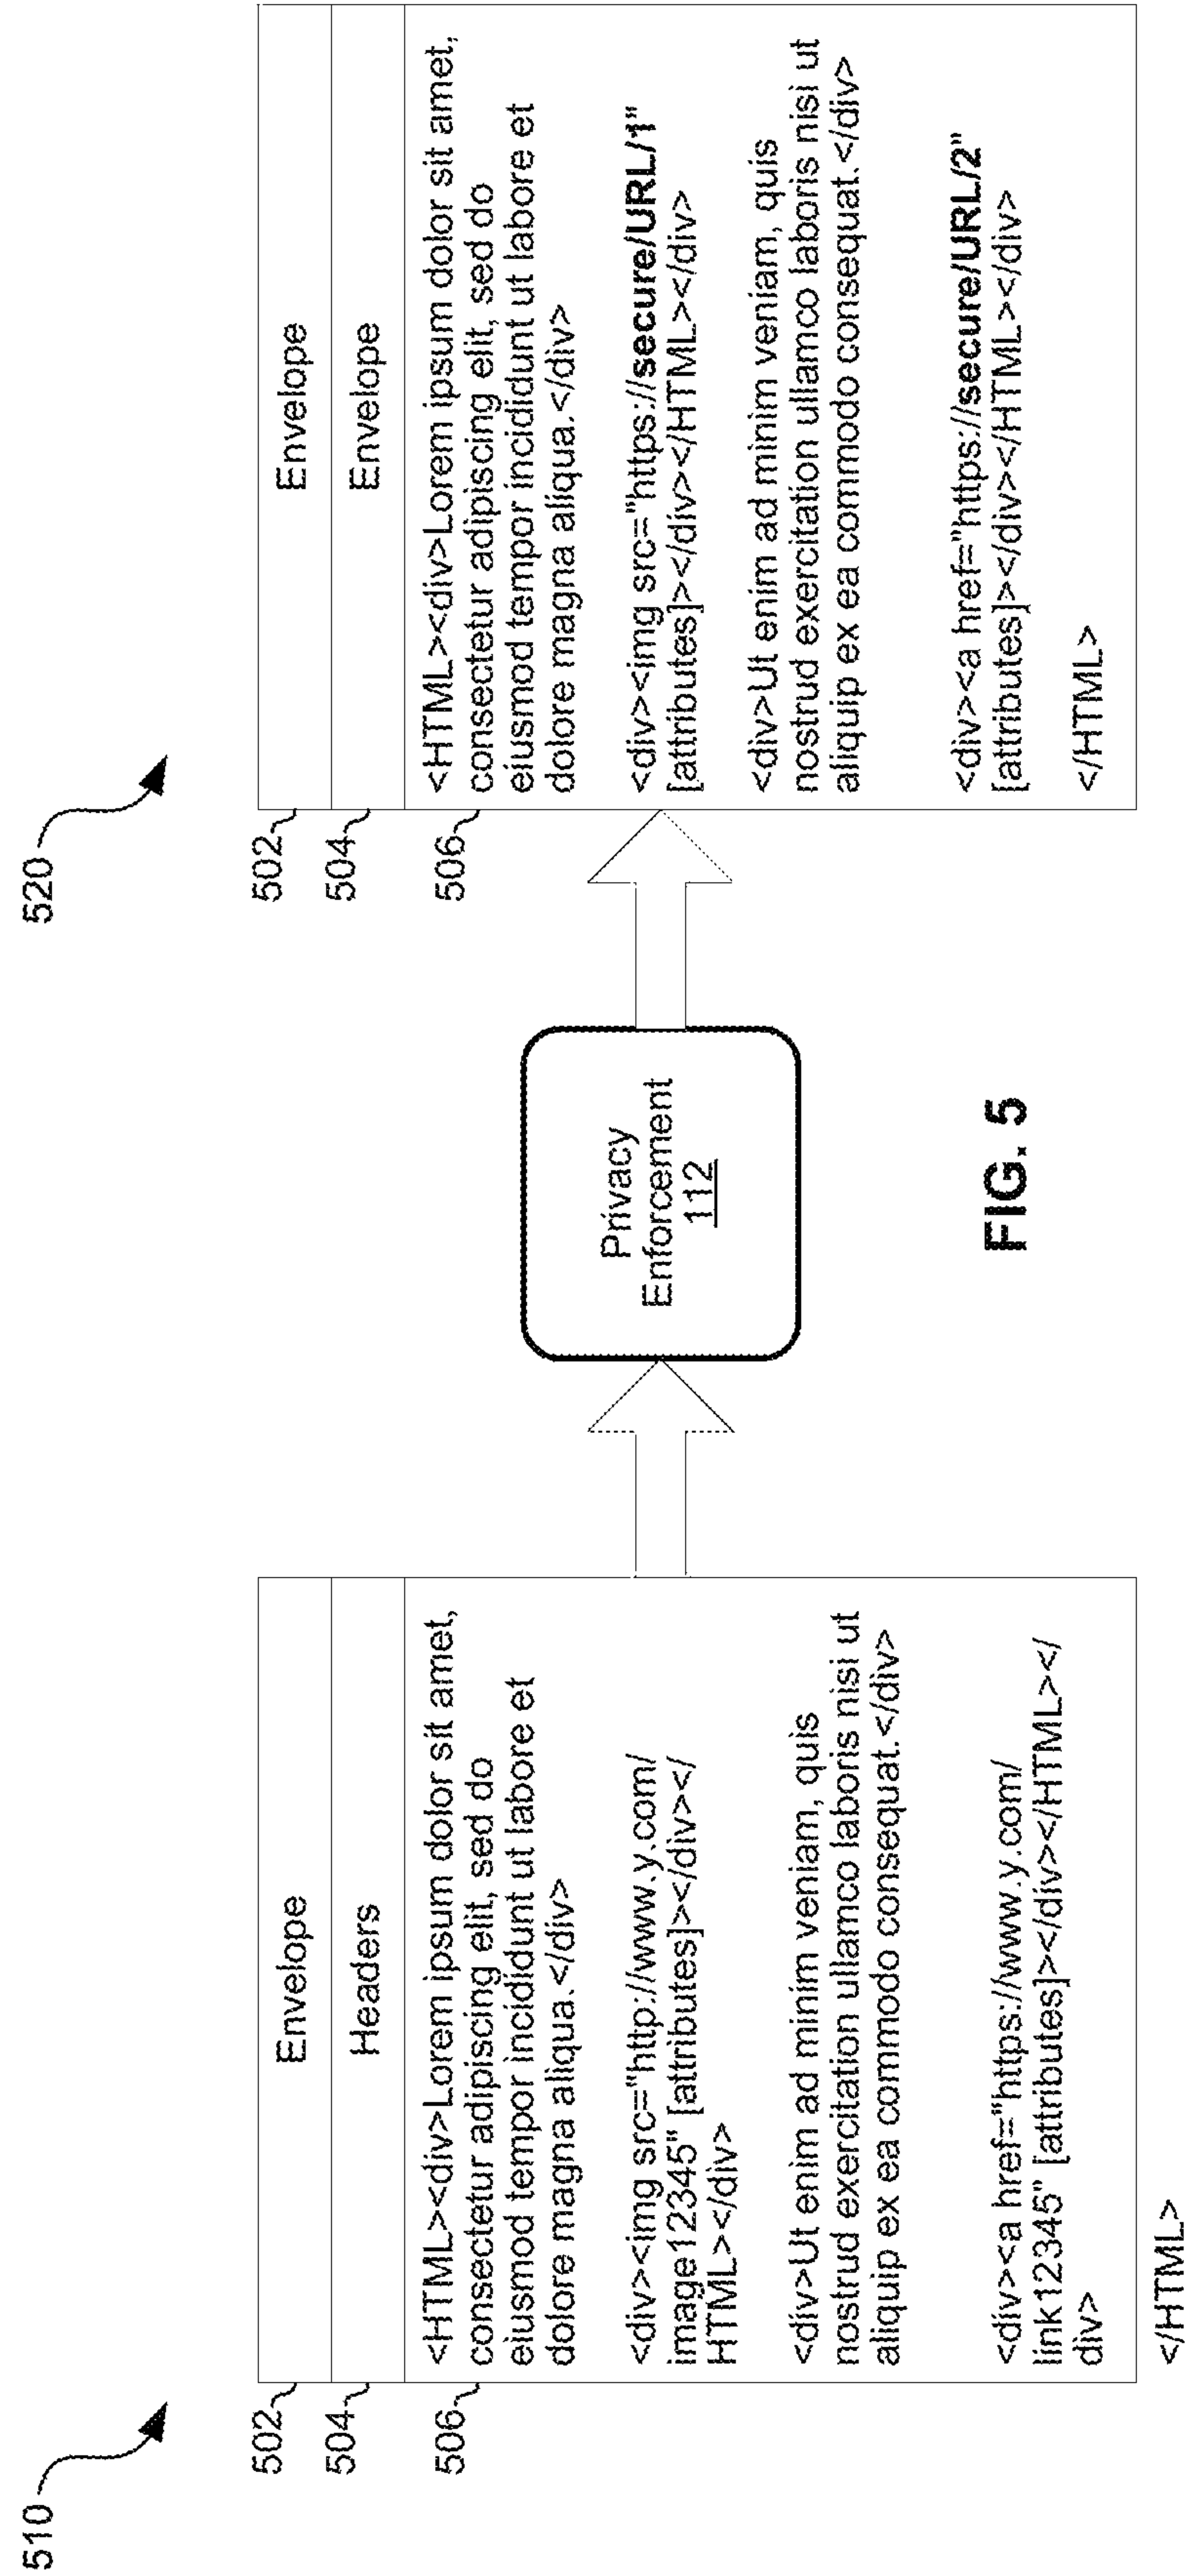 510
502
Envelope
504
Headers
506
<HTML><div>Lorem ipsum dolor sit amet,
consectetur adipiscing elit, sed do
eiusmod tempor incididunt ut labore et
dolore magna aliqua.</div>
<div><img src="http://www.y.com/
image12345" [attributes]></div></
HTML></div>
<div>Ut enim ad minim veniam, quis
nostrud exercitation ullamco laboris nisi ut
aliquip ex ea commodo consequat.</div>
<div><a href="https://www.y.com/
link12345" [attributes]></div></HTML></
div>
</HTML>
Privacy
Enforcement
112
520
502
Envelope
504
Envelope
506
<HTML><div>Lorem ipsum dolor sit amet,
consectetur adipiscing elit, sed do
eiusmod tempor incididunt ut labore et
dolore magna aliqua.</div>
<div><img src="https://secure/URL/1"
[attributes]></div></HTML></div>
<div>Ut enim ad minim veniam, quis
nostrud exercitation ullamco laboris nisi ut
aliquip ex ea commodo consequat.</div>
<div><a href="https://secure/URL/2"
[attributes]></div></HTML></div>
</HTML>
FIG. 5